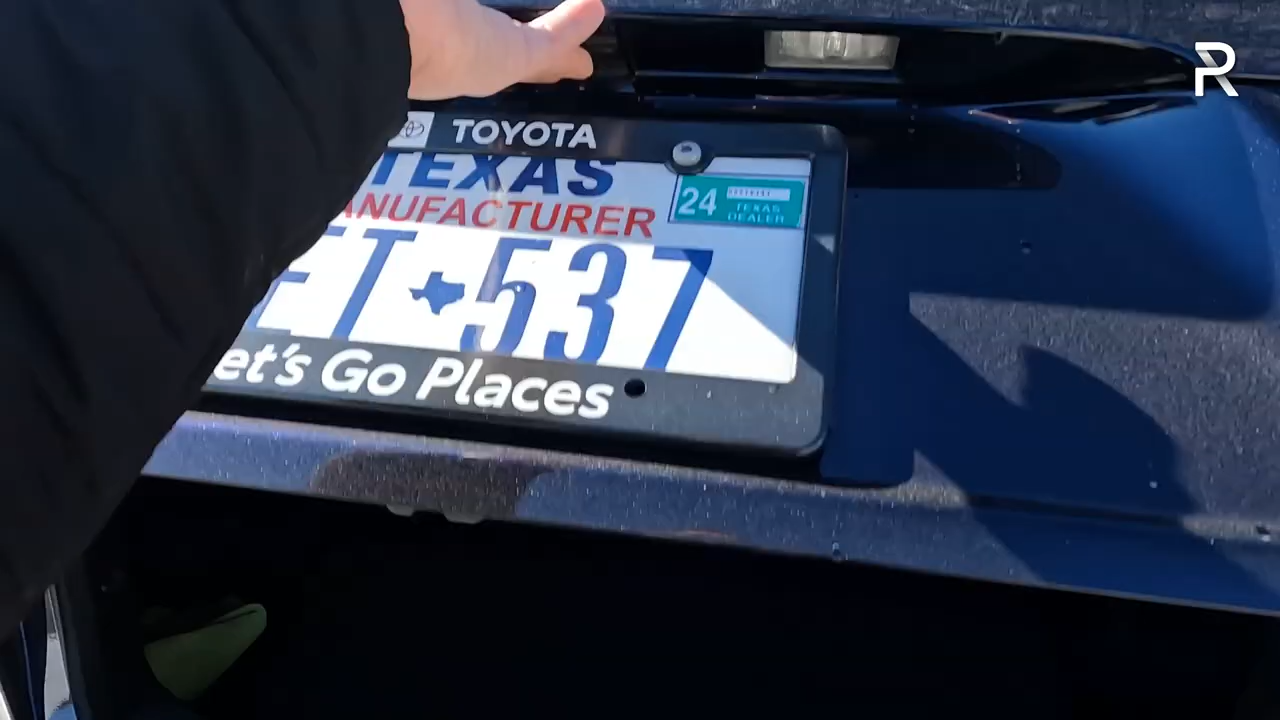 TOYOTA
TEXAS
ANUFACTURER
24 TEXAS
DEALER
ET 537
et's Go Places
R